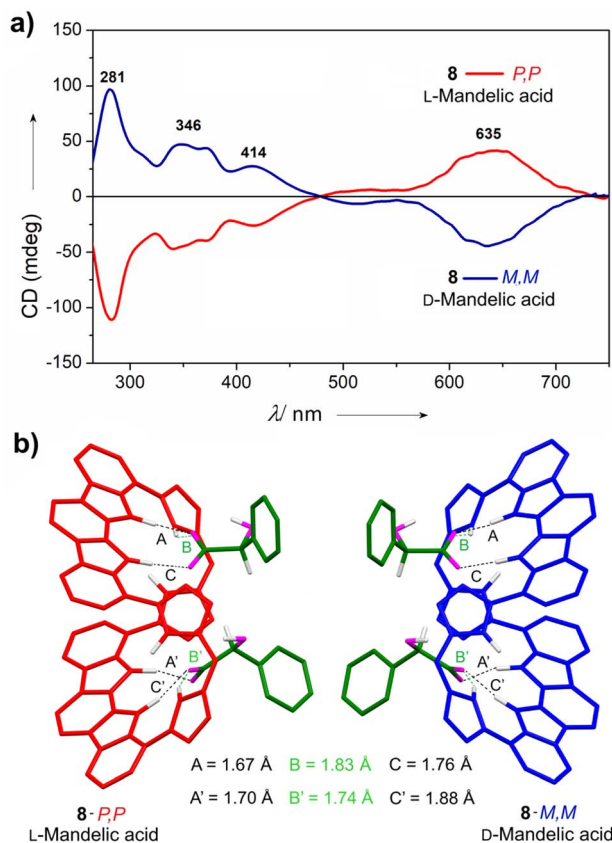 a)
150
100
50
0
-50
-100
-150
CD (mdeg)
281
346
414
635
8 P,P
L-Mandelic acid
8 M,M
D-Mandelic acid
300 400 500 600 700
λ/ nm
b)
A
B
C
A'
B'
C'
A
B
C
B'
A'
C'
A = 1.67 Å B = 1.83 Å C = 1.76 Å
A' = 1.70 Å B' = 1.74 Å C' = 1.88 Å
8-P,P
L-Mandelic acid
8-M,M
D-Mandelic acid